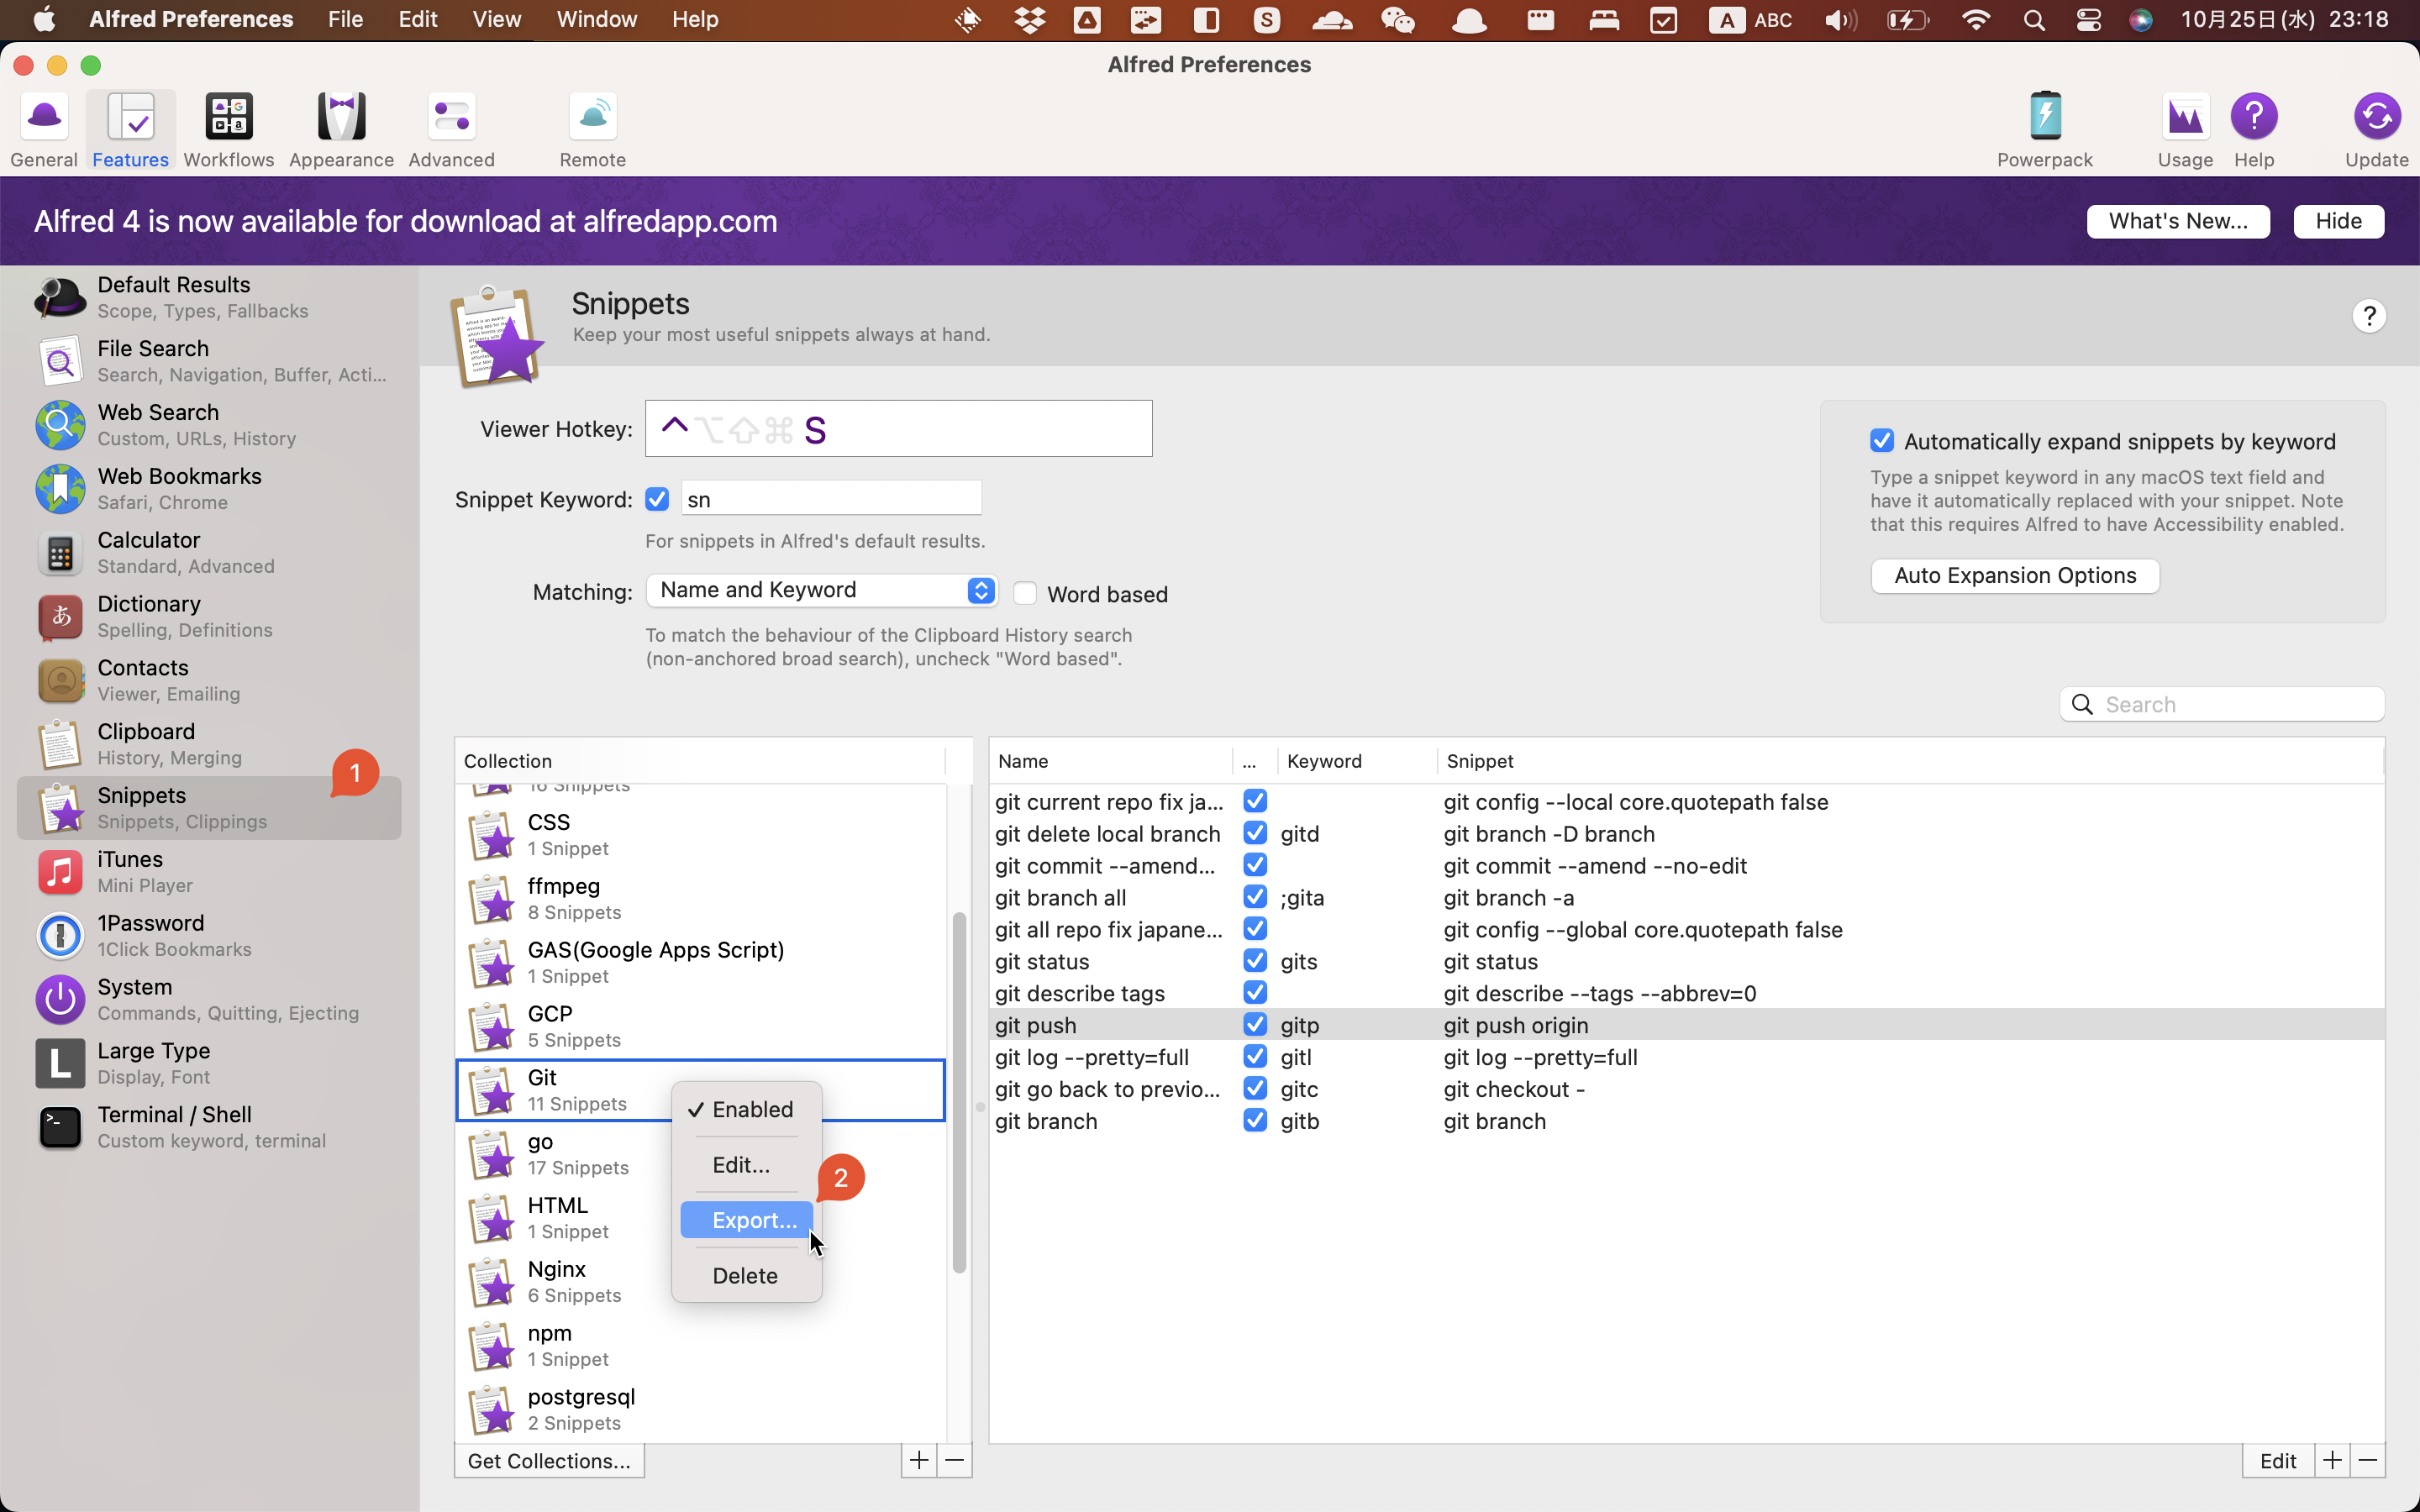 Alfred Preferences File Edit View Window Help A ABC 10月25日(水) 23:18
Alfred Preferences
General Features Workflows Appearance Advanced Remote Powerpack Usage Help Update
Alfred 4 is now available for download at alfredapp.com What's New... Hide
Default Results
Scope, Types, Fallbacks
File Search
Search, Navigation, Buffer, Acti...
Web Search
Custom, URLs, History
Web Bookmarks
Safari, Chrome
Calculator
Standard, Advanced
Dictionary
Spelling, Definitions
Contacts
Viewer, Emailing
Clipboard
History, Merging
1
Snippets
Snippets, Clippings
iTunes
Mini Player
1Password
1Click Bookmarks
System
Commands, Quitting, Ejecting
Large Type
Display, Font
Terminal / Shell
Custom keyword, terminal
Snippets
Keep your most useful snippets always at hand.
?
Viewer Hotkey: ^⌥⇧⌘ S
Snippet Keyword: sn
For snippets in Alfred's default results.
Matching: Name and Keyword Word based
To match the behaviour of the Clipboard History search
(non-anchored broad search), uncheck "Word based".
Automatically expand snippets by keyword
Type a snippet keyword in any macOS text field and
have it automatically replaced with your snippet. Note
that this requires Alfred to have Accessibility enabled.
Auto Expansion Options
Search
Collection
16 Snippets
CSS
1 Snippet
ffmpeg
8 Snippets
GAS(Google Apps Script)
1 Snippet
GCP
5 Snippets
Git
11 Snippets
go
17 Snippets
HTML
1 Snippet
Nginx
6 Snippets
npm
1 Snippet
postgresql
2 Snippets
Get Collections... + −
✓ Enabled
Edit...
2
Export...
Delete
Name ... Keyword Snippet
git current repo fix ja... git config --local core.quotepath false
git delete local branch gitd git branch -D branch
git commit --amend... git commit --amend --no-edit
git branch all ;gita git branch -a
git all repo fix japane... git config --global core.quotepath false
git status gits git status
git describe tags git describe --tags --abbrev=0
git push gitp git push origin
git log --pretty=full gitl git log --pretty=full
git go back to previo... gitc git checkout -
git branch gitb git branch
Edit + −